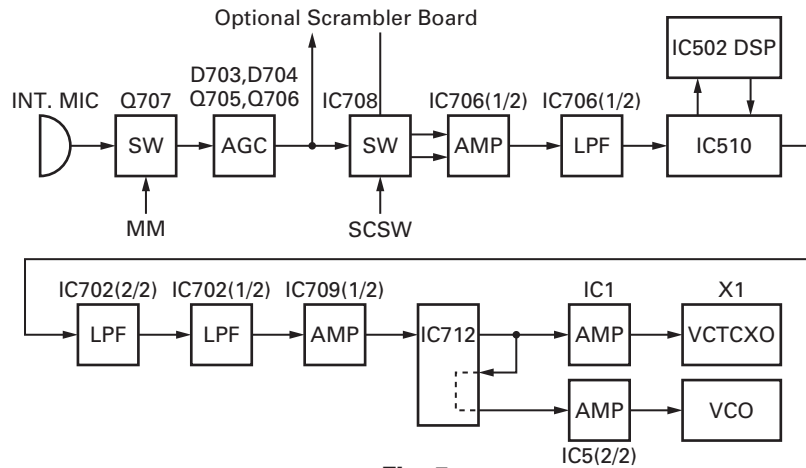 Optional Scrambler Board
IC502 DSP
D703,D704
INT. MIC Q707 Q705,Q706 IC708 IC706(1/2) IC706(1/2)
SW AGC SW AMP LPF IC510
MM SCSW
IC702(2/2) IC702(1/2) IC709(1/2) IC1 X1
LPF LPF AMP IC712 AMP VCTCXO
AMP VCO
IC5(2/2)